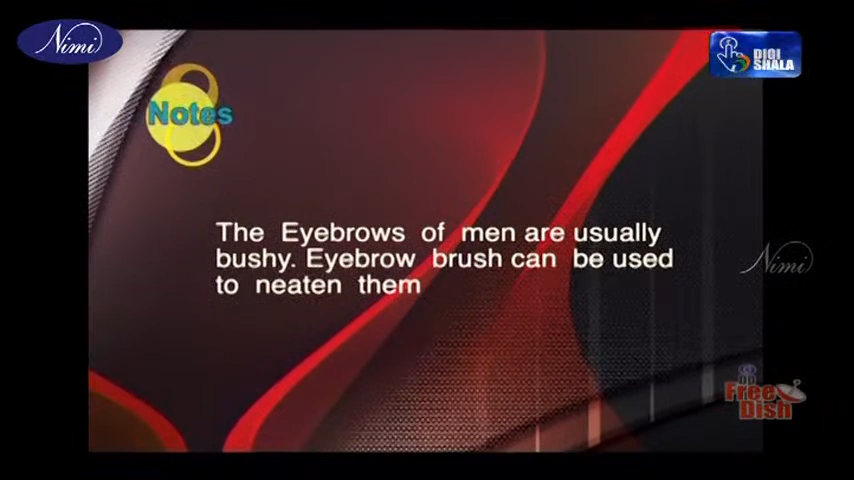 Nimi
DIGI
SHALA
Notes
The Eyebrows of men are usually
bushy. Eyebrow brush can be used
to neaten them
Nimi
Free
Dish